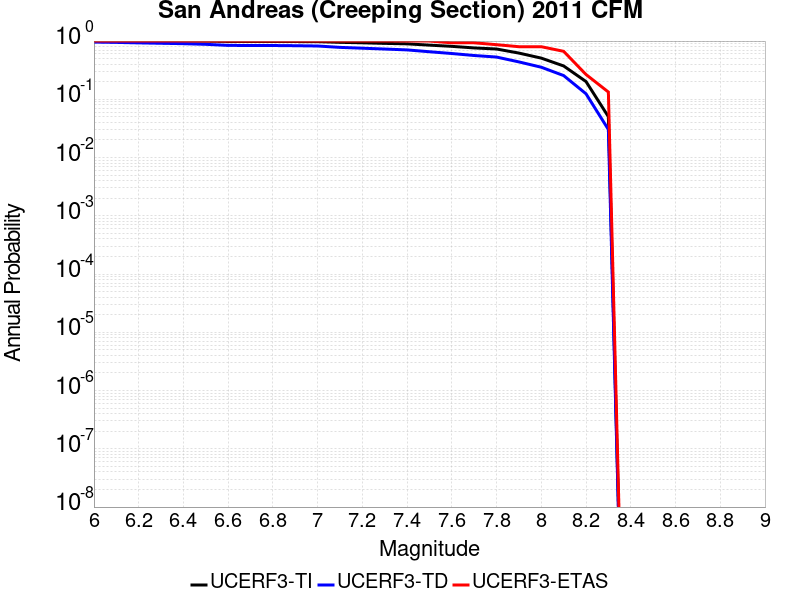 San Andreas (Creeping Section) 2011 CFM
Annual Probability
10^0
10^-1
10^-2
10^-3
10^-4
10^-5
10^-6
10^-7
10^-8
6 6.2 6.4 6.6 6.8 7 7.2 7.4 7.6 7.8 8 8.2 8.4 8.6 8.8 9
Magnitude
UCERF3-TI UCERF3-TD UCERF3-ETAS